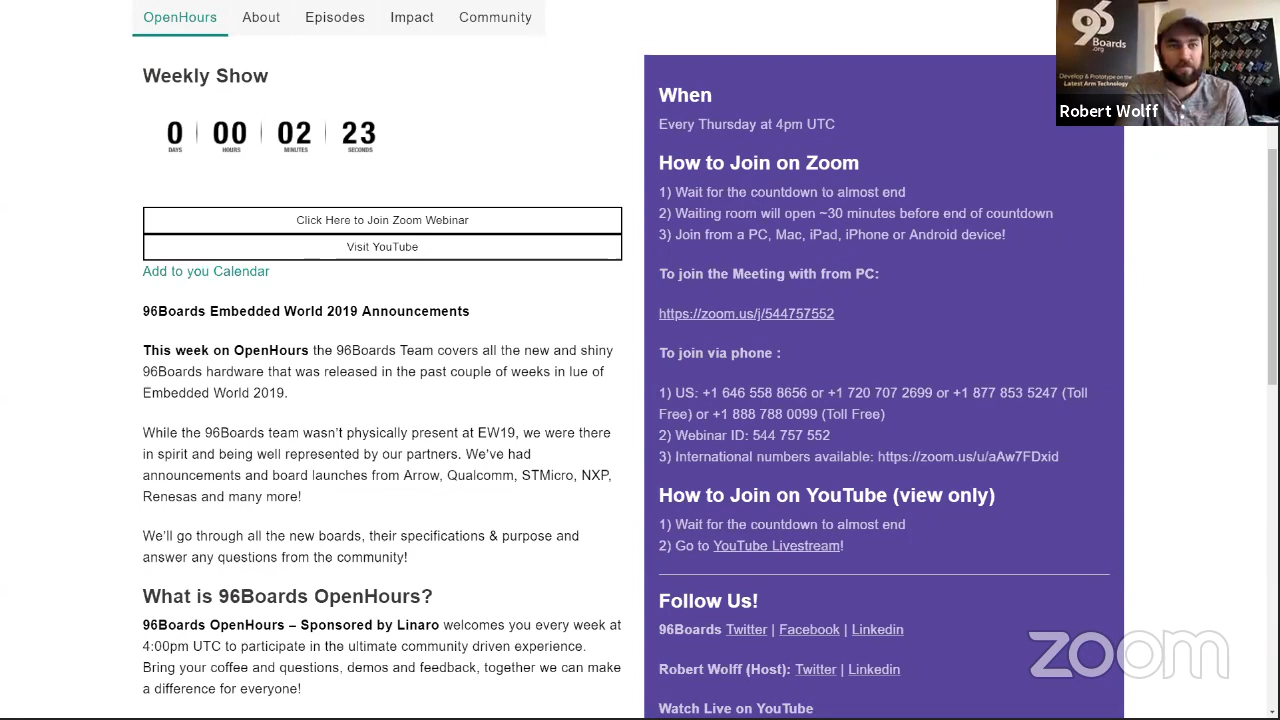 OpenHours About Episodes Impact Community
Weekly Show
0 00 02 23
DAYS HOURS MINUTES SECONDS
Click Here to Join Zoom Webinar
Visit YouTube
Add to you Calendar
96Boards Embedded World 2019 Announcements
This week on OpenHours the 96Boards Team covers all the new and shiny
96Boards hardware that was released in the past couple of weeks in lue of
Embedded World 2019.
While the 96Boards team wasn't physically present at EW19, we were there
in spirit and being well represented by our partners. We've had
announcements and board launches from Arrow, Qualcomm, STMicro, NXP,
Renesas and many more!
We'll go through all the new boards, their specifications & purpose and
answer any questions from the community!
What is 96Boards OpenHours?
96Boards OpenHours – Sponsored by Linaro welcomes you every week at
4:00pm UTC to participate in the ultimate community driven experience.
Bring your coffee and questions, demos and feedback, together we can make
a difference for everyone!
When
Every Thursday at 4pm UTC
How to Join on Zoom
1) Wait for the countdown to almost end
2) Waiting room will open ~30 minutes before end of countdown
3) Join from a PC, Mac, iPad, iPhone or Android device!
To join the Meeting with from PC:
https://zoom.us/j/544757552
To join via phone :
1) US: +1 646 558 8656 or +1 720 707 2699 or +1 877 853 5247 (Toll
Free) or +1 888 788 0099 (Toll Free)
2) Webinar ID: 544 757 552
3) International numbers available: https://zoom.us/u/aAw7FDxid
How to Join on YouTube (view only)
1) Wait for the countdown to almost end
2) Go to YouTube Livestream!
Follow Us!
96Boards Twitter | Facebook | Linkedin
Robert Wolff (Host): Twitter | Linkedin
Watch Live on YouTube
96
Boards
.org
Develop & Prototype on the
Latest Arm Technology
Robert Wolff
zoom